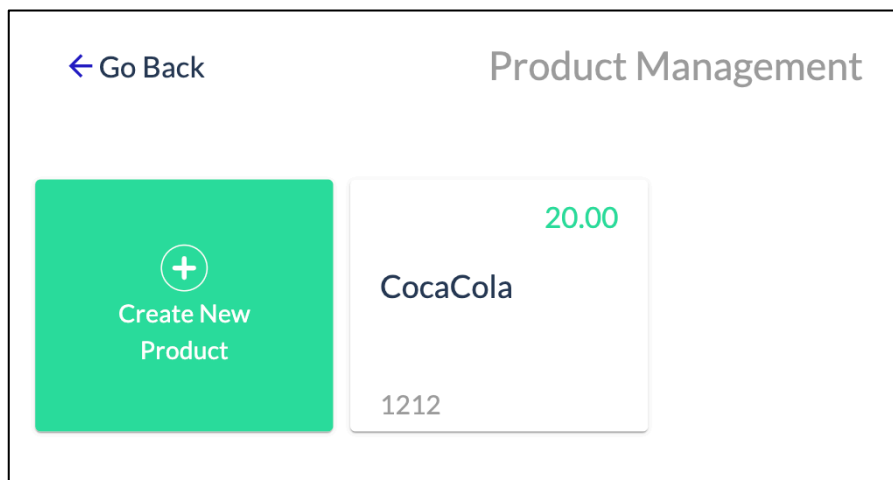 Go Back
Product Management
Create New
Product
20.00
CocaCola
1212